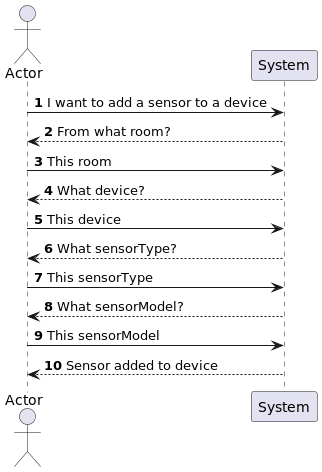 Actor
System
1 I want to add a sensor to a device
2 From what room?
3 This room
4 What device?
5 This device
6 What sensorType?
7 This sensorType
8 What sensorModel?
9 This sensorModel
10 Sensor added to device
Actor
System